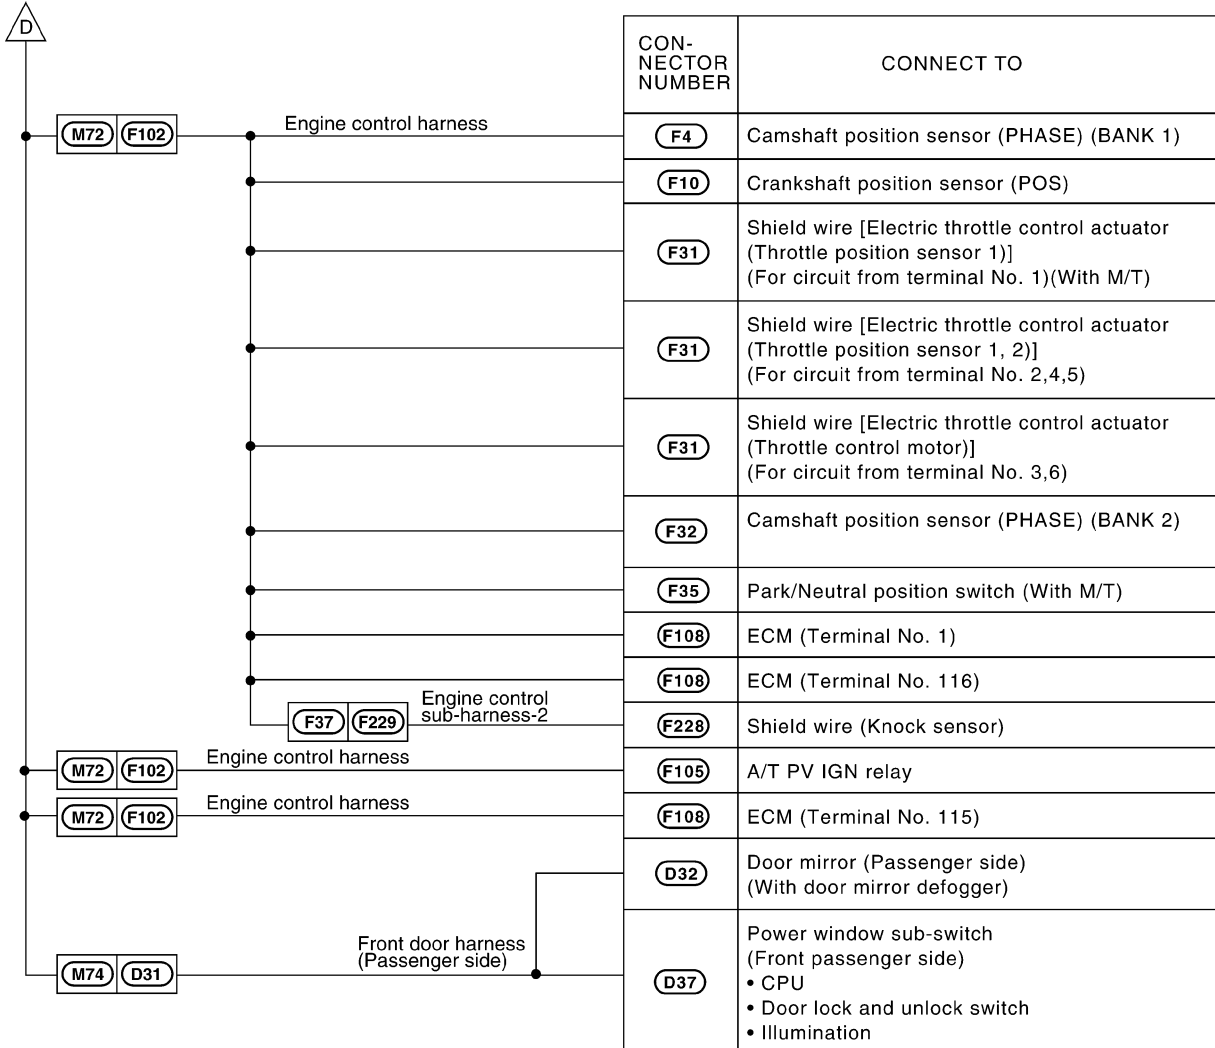 D
CON-
NECTOR
NUMBER
CONNECT TO
M72 F102
Engine control harness
F4
Camshaft position sensor (PHASE) (BANK 1)
F10
Crankshaft position sensor (POS)
F31
Shield wire [Electric throttle control actuator
(Throttle position sensor 1)]
(For circuit from terminal No. 1)(With M/T)
F31
Shield wire [Electric throttle control actuator
(Throttle position sensor 1, 2)]
(For circuit from terminal No. 2,4,5)
F31
Shield wire [Electric throttle control actuator
(Throttle control motor)]
(For circuit from terminal No. 3,6)
F32
Camshaft position sensor (PHASE) (BANK 2)
F35
Park/Neutral position switch (With M/T)
F108
ECM (Terminal No. 1)
F108
ECM (Terminal No. 116)
F37 F229
Engine control
sub-harness-2
F228
Shield wire (Knock sensor)
M72 F102
Engine control harness
F105
A/T PV IGN relay
M72 F102
Engine control harness
F108
ECM (Terminal No. 115)
D32
Door mirror (Passenger side)
(With door mirror defogger)
M74 D31
Front door harness
(Passenger side)
D37
Power window sub-switch
(Front passenger side)
• CPU
• Door lock and unlock switch
• Illumination